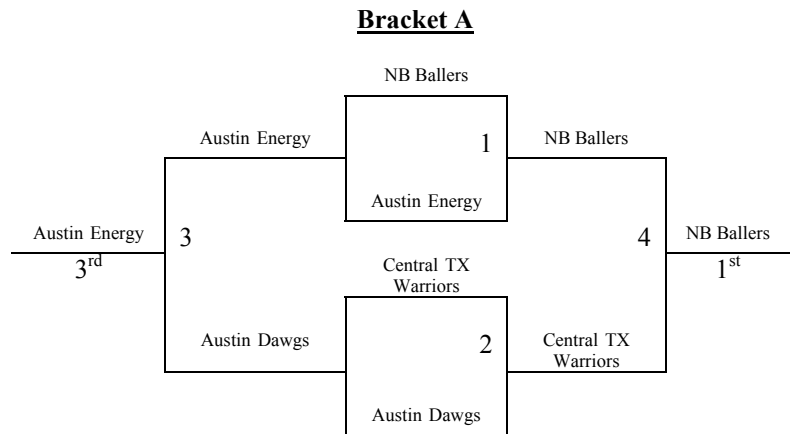 Bracket A
NB Ballers
Austin Energy
1
NB Ballers
Austin Energy
Austin Energy
3
4
NB Ballers
3rd
Central TX
Warriors
1st
Austin Dawgs
2
Central TX
Warriors
Austin Dawgs